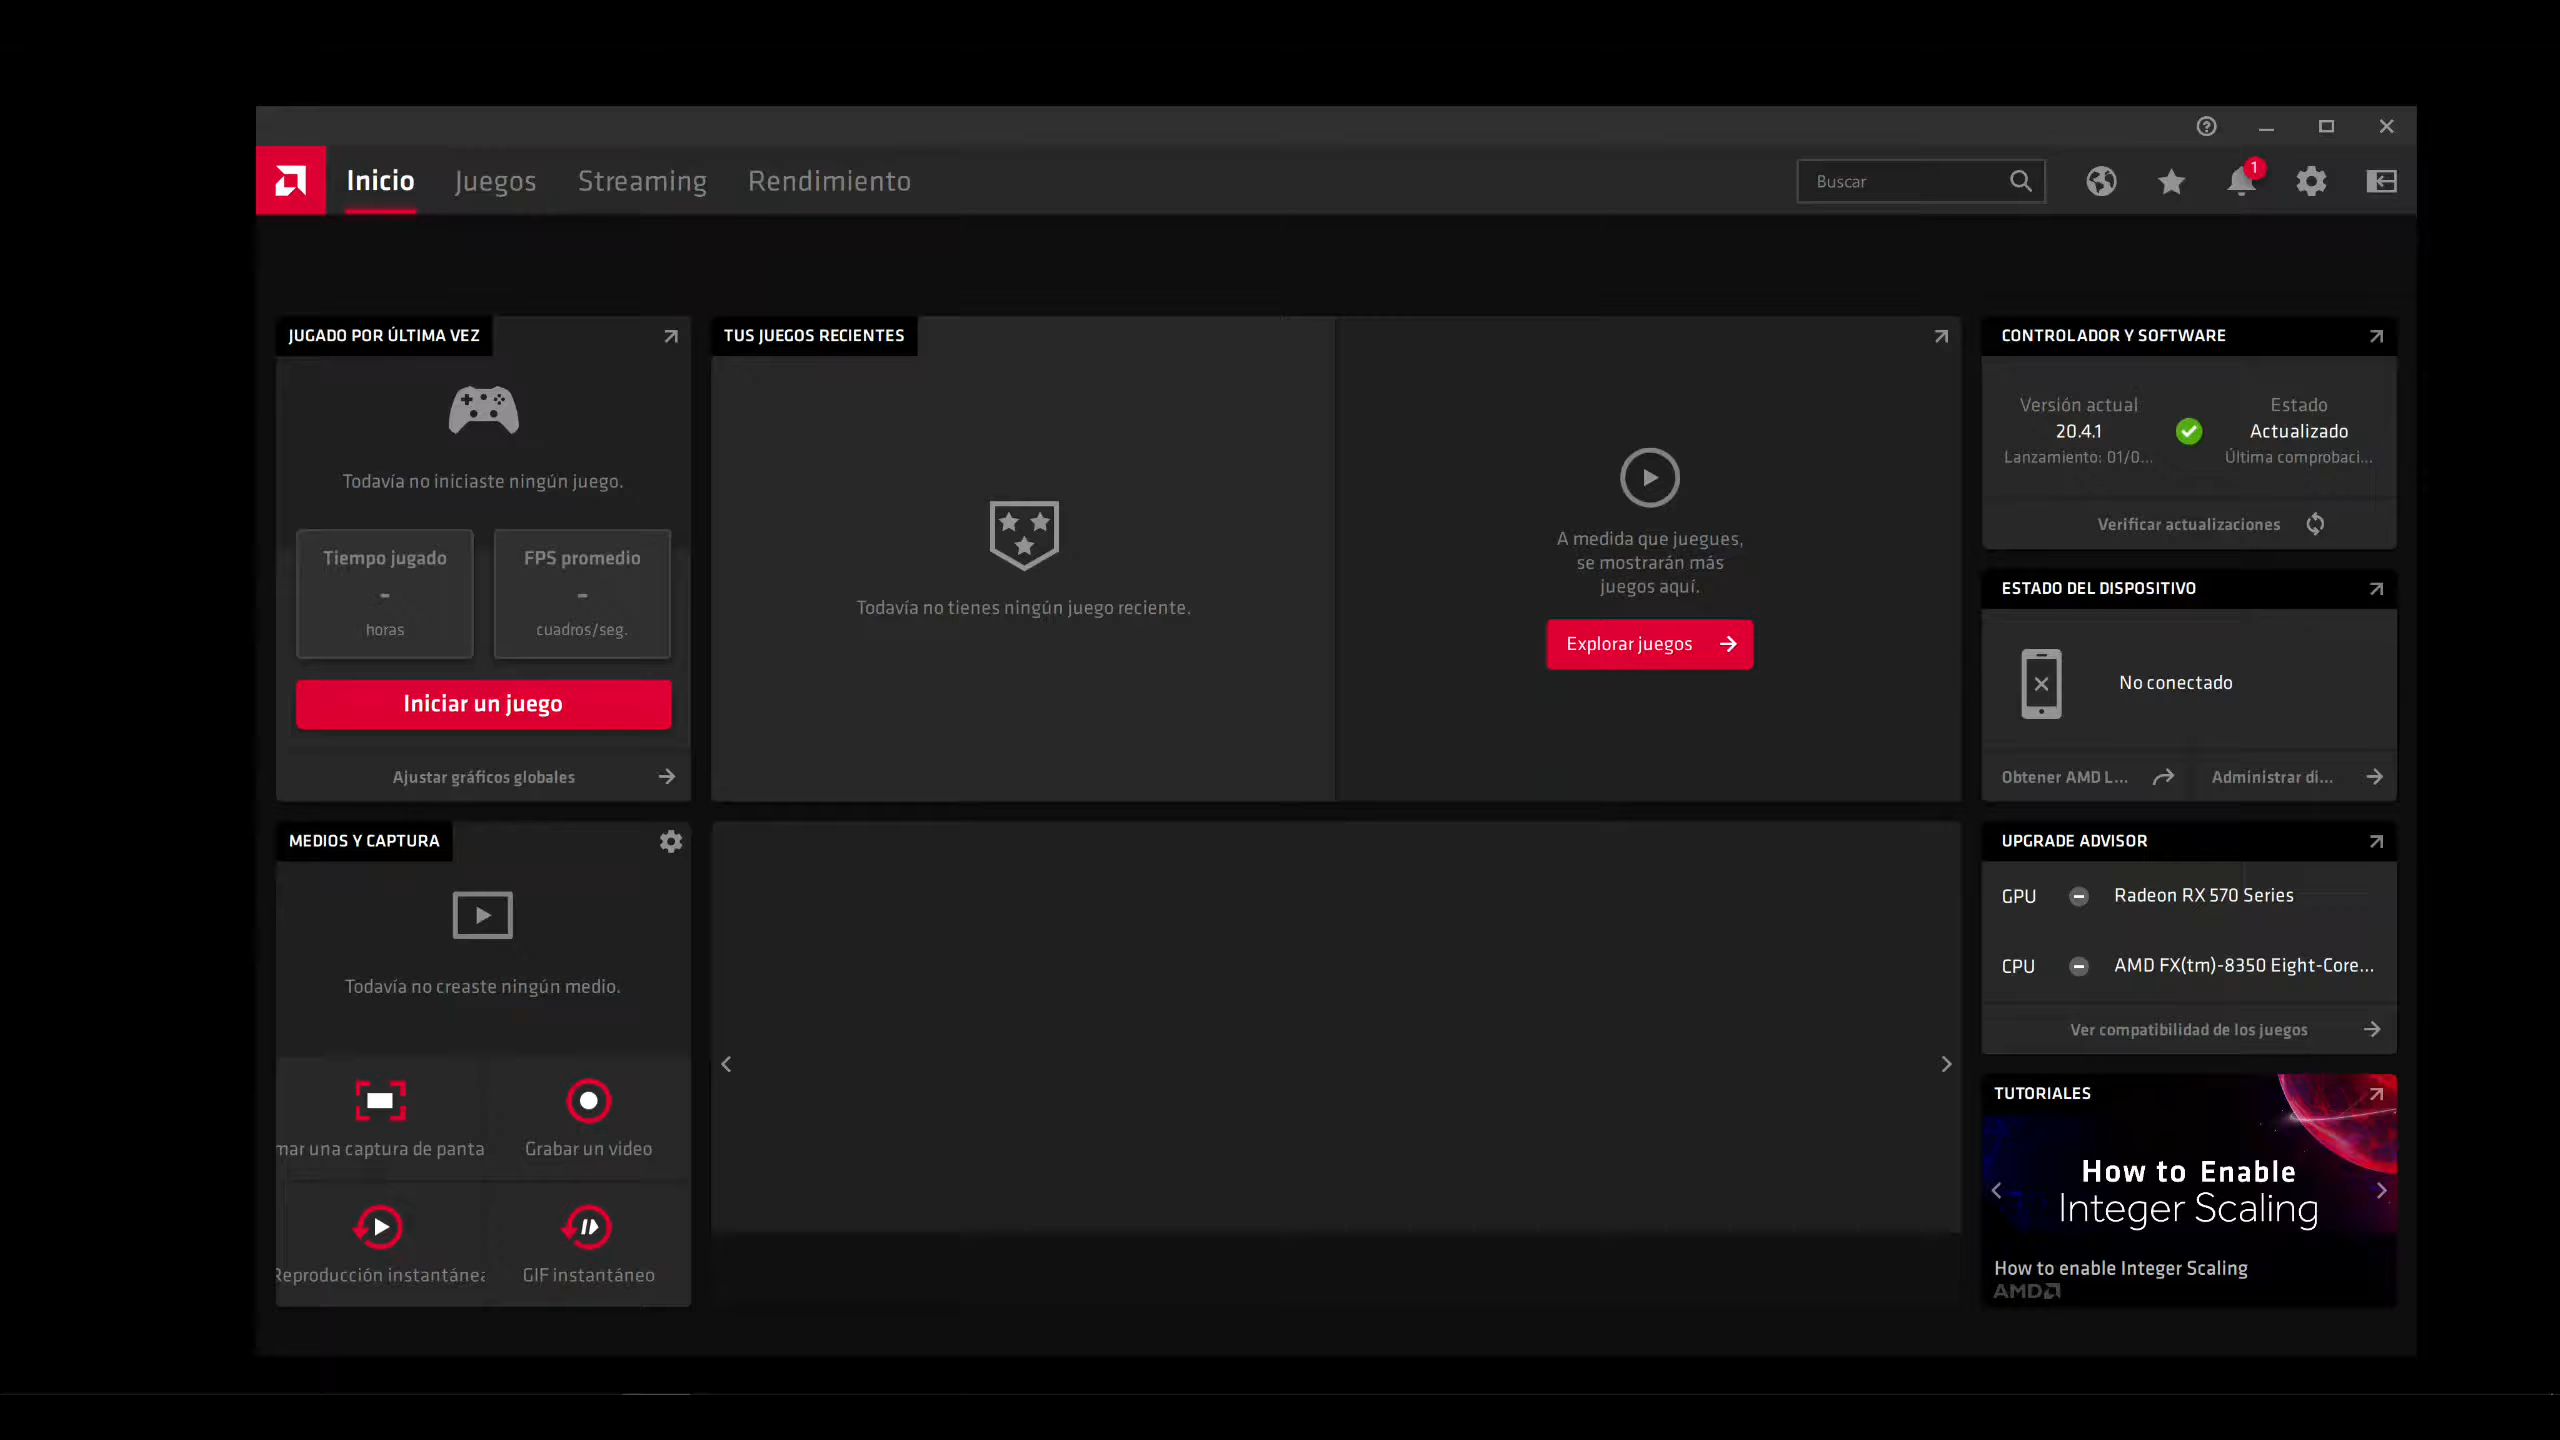 Inicio
Juegos
Streaming
Rendimiento
Buscar
1
JUGADO POR ÚLTIMA VEZ
Todavía no iniciaste ningún juego.
Tiempo jugado
-
horas
FPS promedio
-
cuadros/seg.
Iniciar un juego
Ajustar gráficos globales
TUS JUEGOS RECIENTES
Todavía no tienes ningún juego reciente.
A medida que juegues,
se mostrarán más
juegos aquí.
Explorar juegos
CONTROLADOR Y SOFTWARE
Versión actual
20.4.1
Lanzamiento: 01/0...
Estado
Actualizado
Última comprobaci...
Verificar actualizaciones
ESTADO DEL DISPOSITIVO
No conectado
Obtener AMD L...
Administrar di...
MEDIOS Y CAPTURA
Todavía no creaste ningún medio.
mar una captura de panta
Grabar un video
Reproducción instantánea
GIF instantáneo
UPGRADE ADVISOR
GPU
Radeon RX 570 Series
CPU
AMD FX(tm)-8350 Eight-Core...
Ver compatibilidad de los juegos
TUTORIALES
How to Enable
Integer Scaling
How to enable Integer Scaling
AMD